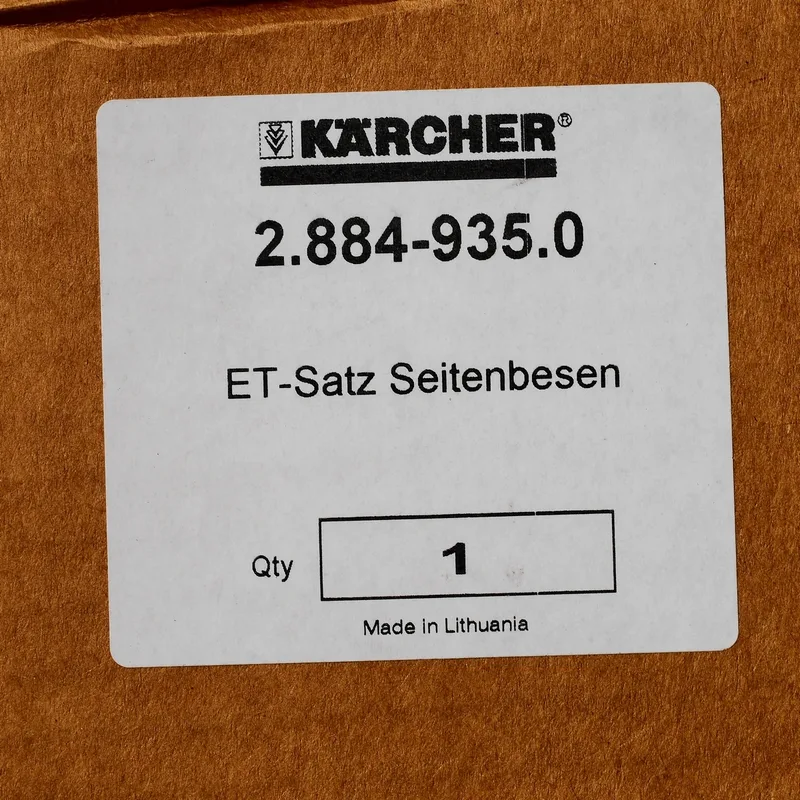 KÄRCHER®
2.884-935.0
ET-Satz Seitenbesen
Qty 1
Made in Lithuania